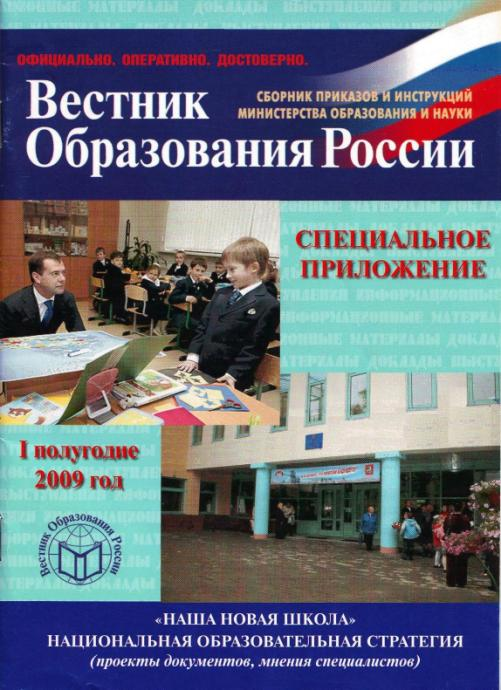 ОФИЦИАЛЬНО. ОПЕРАТИВНО. ДОСТОВЕРНО.
СБОРНИК ПРИКАЗОВ И ИНСТРУКЦИЙ
МИНИСТЕРСТВА ОБРАЗОВАНИЯ И НАУКИ
Вестник
Образования России
СПЕЦИАЛЬНОЕ
ПРИЛОЖЕНИЕ
I полугодие
2009 год
Вестник Образования России
«НАША НОВАЯ ШКОЛА»
НАЦИОНАЛЬНАЯ ОБРАЗОВАТЕЛЬНАЯ СТРАТЕГИЯ
(проекты документов, мнения специалистов)